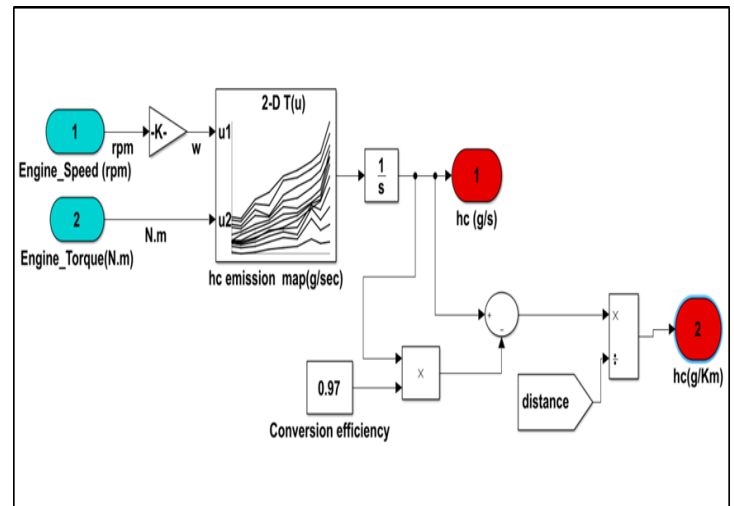 2-D T(u)
1
-K-
u1
rpm
w
Engine_Speed (rpm)
2
u2
N.m
Engine_Torque(N.m)
hc emission map(g/sec)
1
s
1
hc (g/s)
+
-
×
0.97
Conversion efficiency
×
÷
distance
2
hc(g/Km)